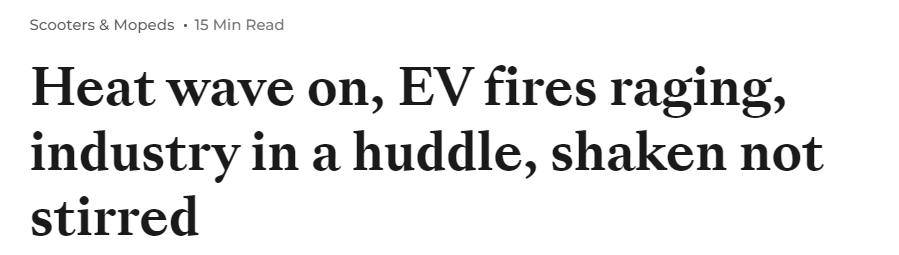 Scooters & Mopeds • 15 Min Read
Heat wave on, EV fires raging,
industry in a huddle, shaken not
stirred